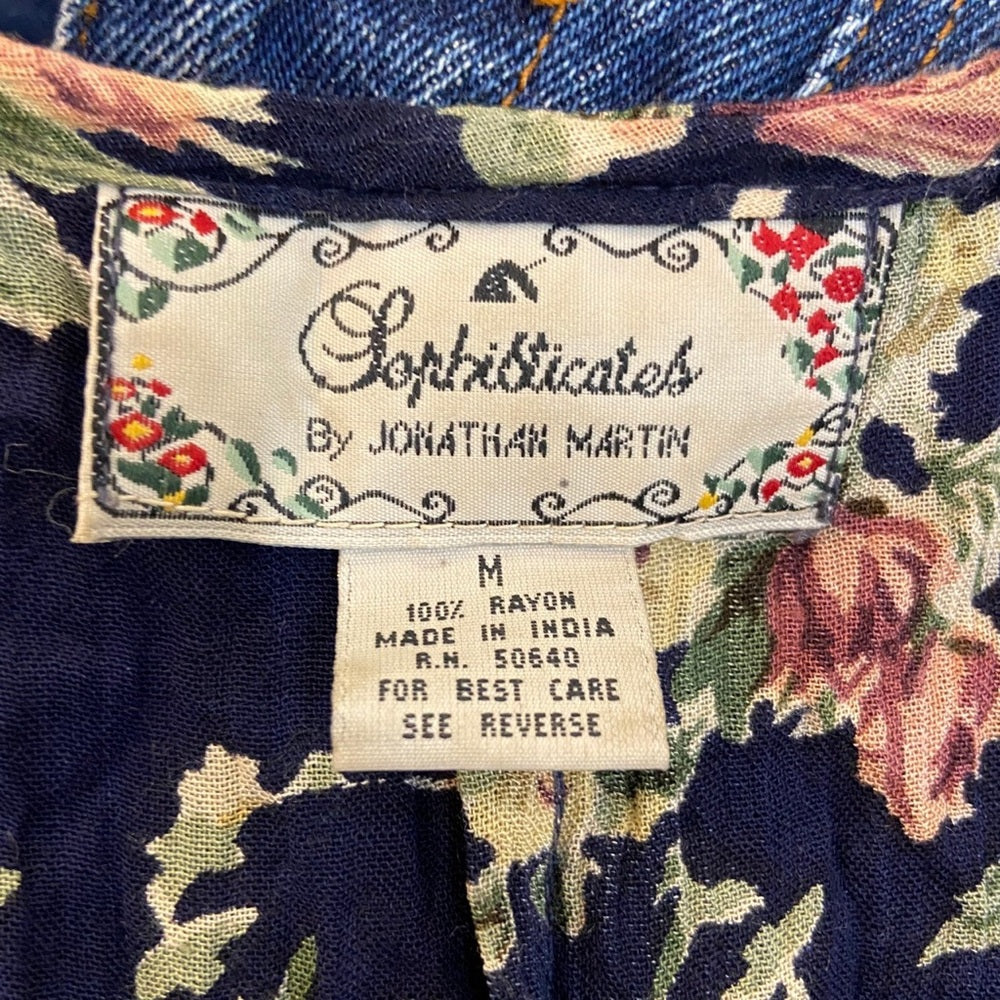 Sophisticates
By JONATHAN MARTIN
M
100% RAYON
MADE IN INDIA
R.N. 50640
FOR BEST CARE
SEE REVERSE